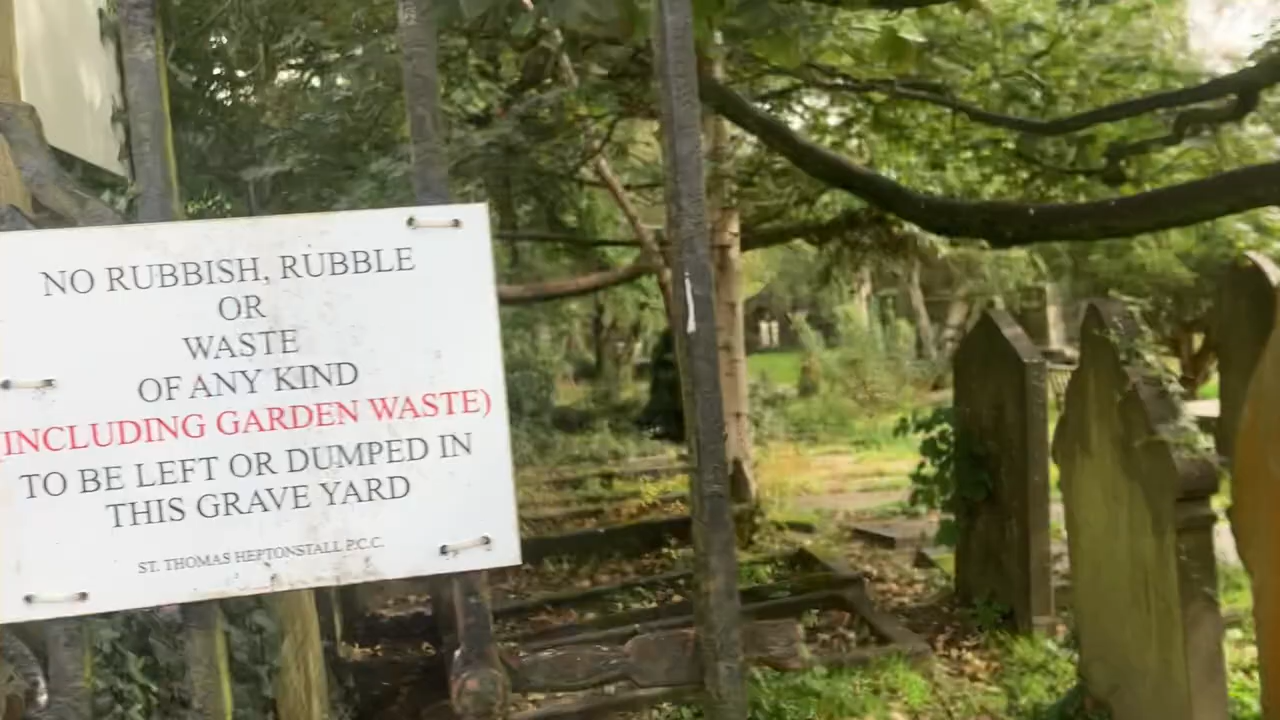 NO RUBBISH, RUBBLE
OR
WASTE
OF ANY KIND
(INCLUDING GARDEN WASTE)
TO BE LEFT OR DUMPED IN
THIS GRAVE YARD
ST. THOMAS HEPTONSTALL P.C.C.